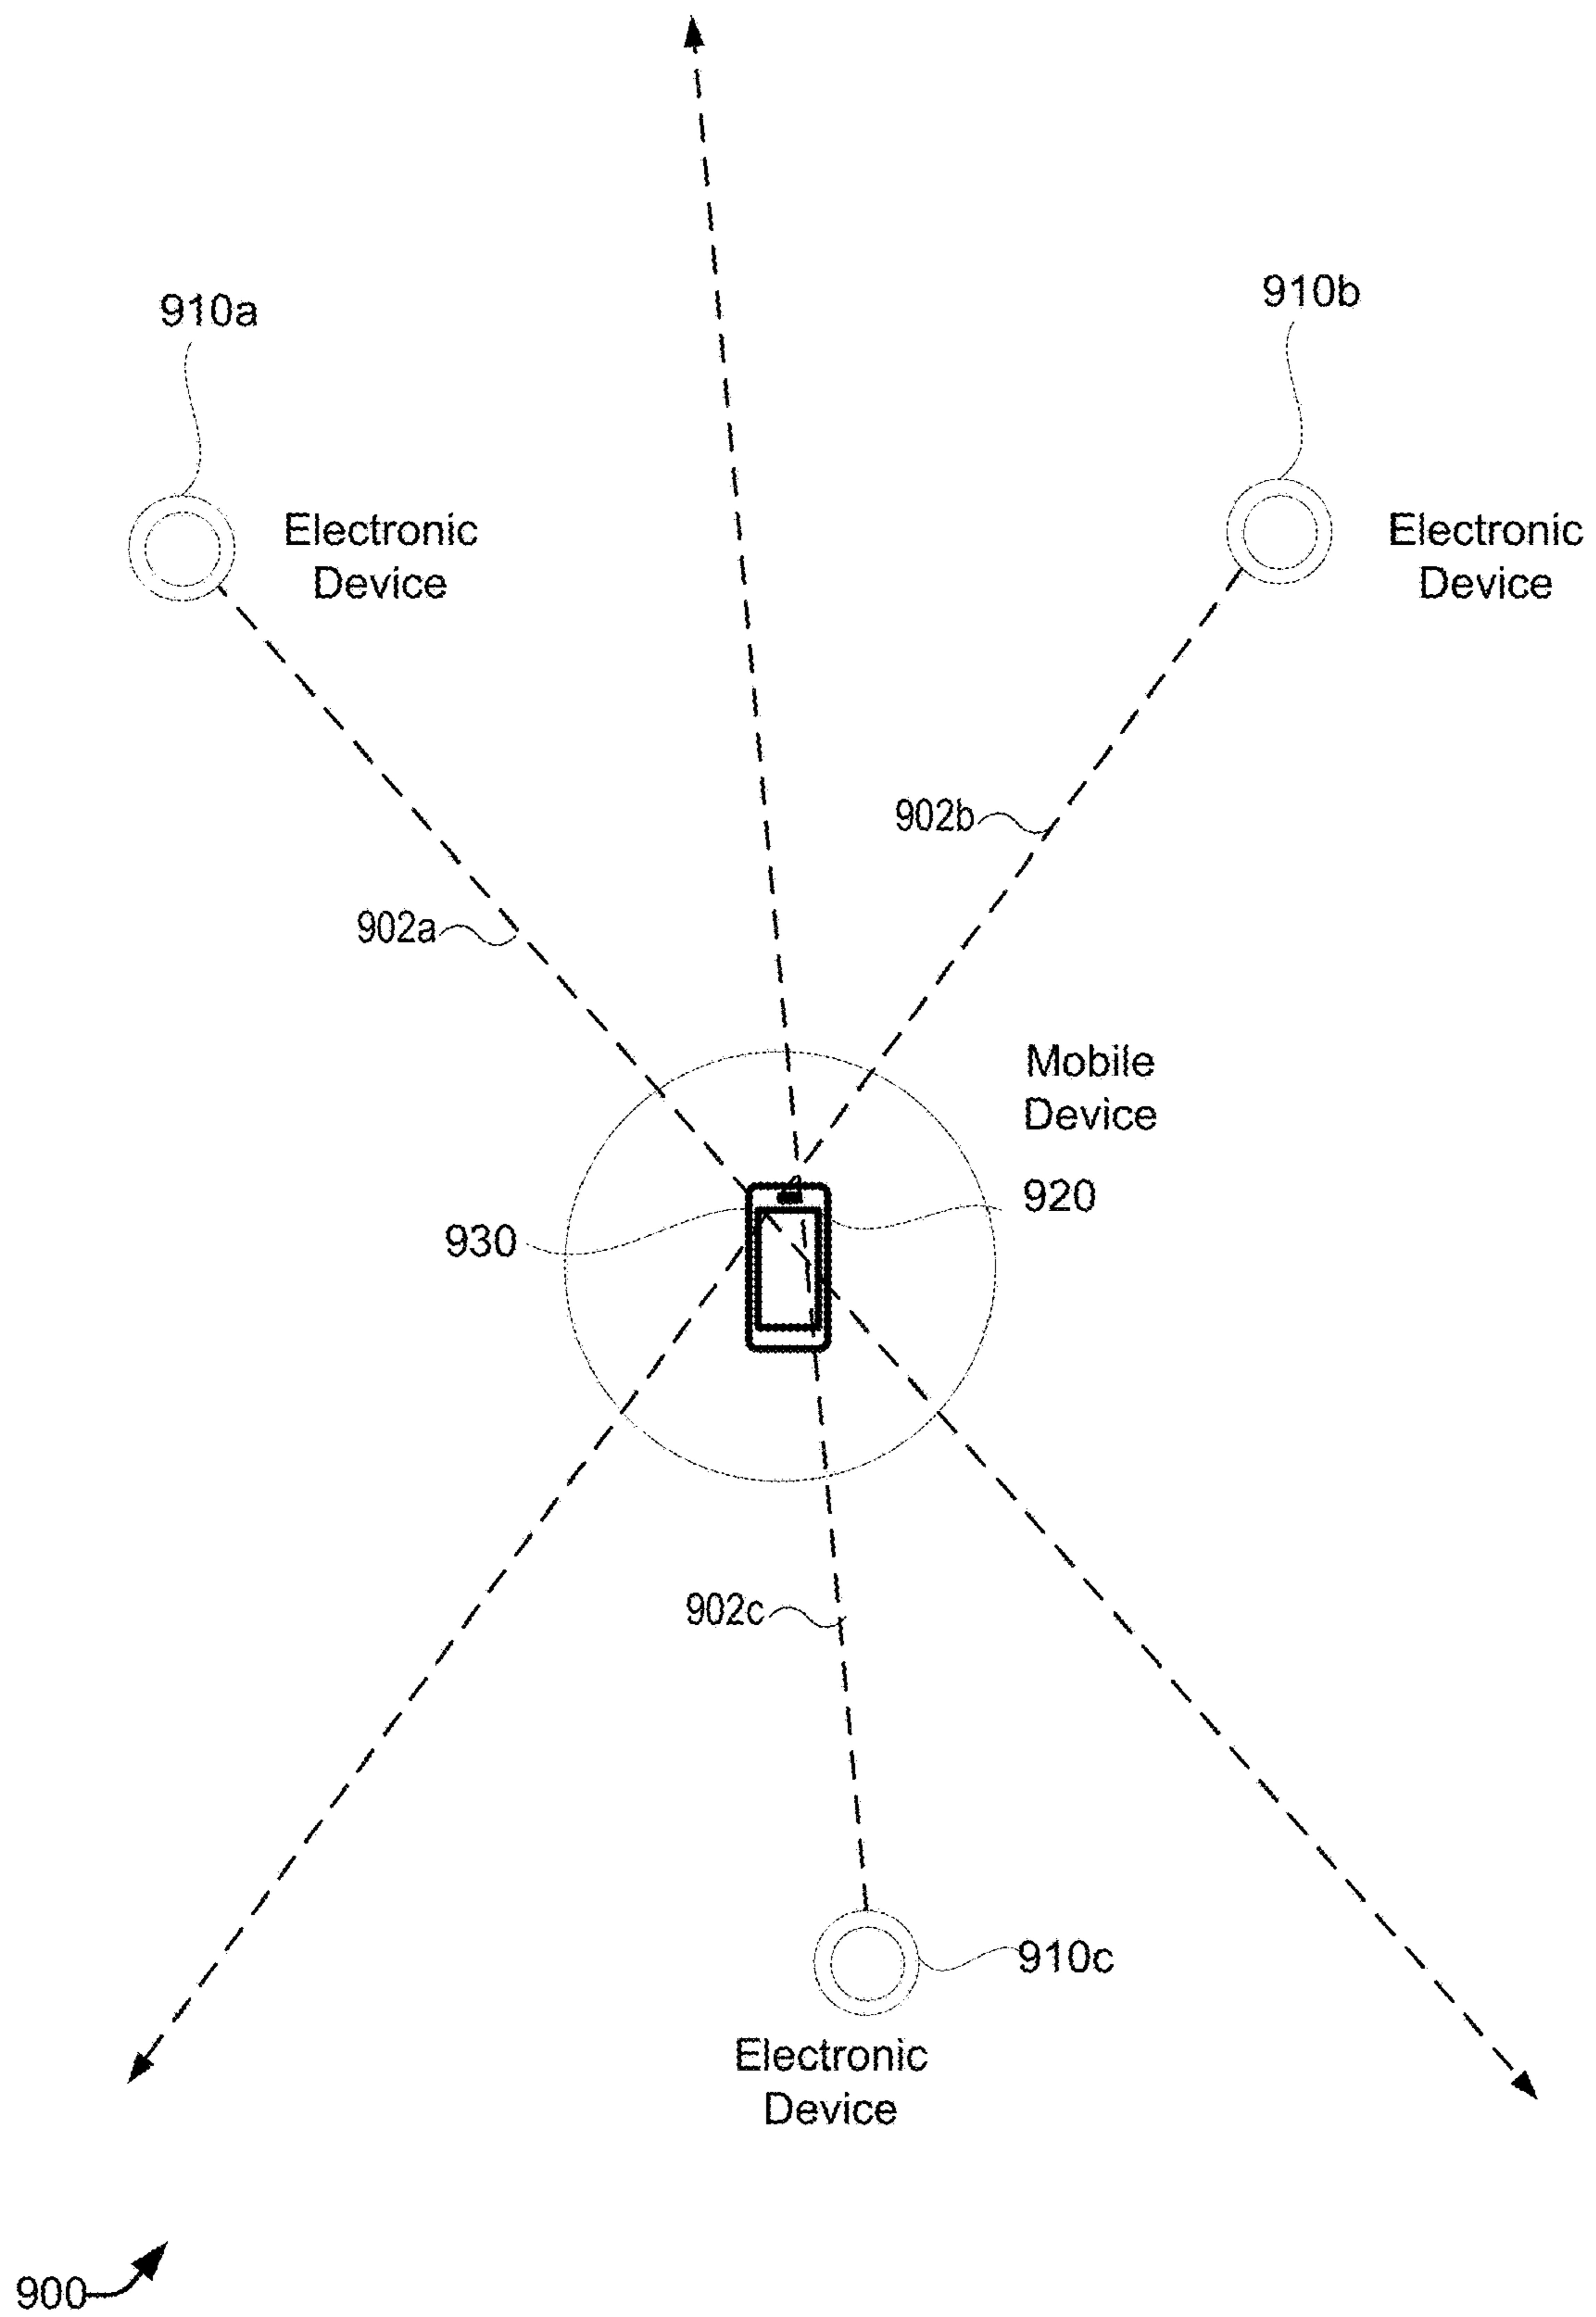 910a
910b
Electronic
Device
Electronic
Device
902b
902a
Mobile
Device
920
930
902c
910c
Electronic
Device
900